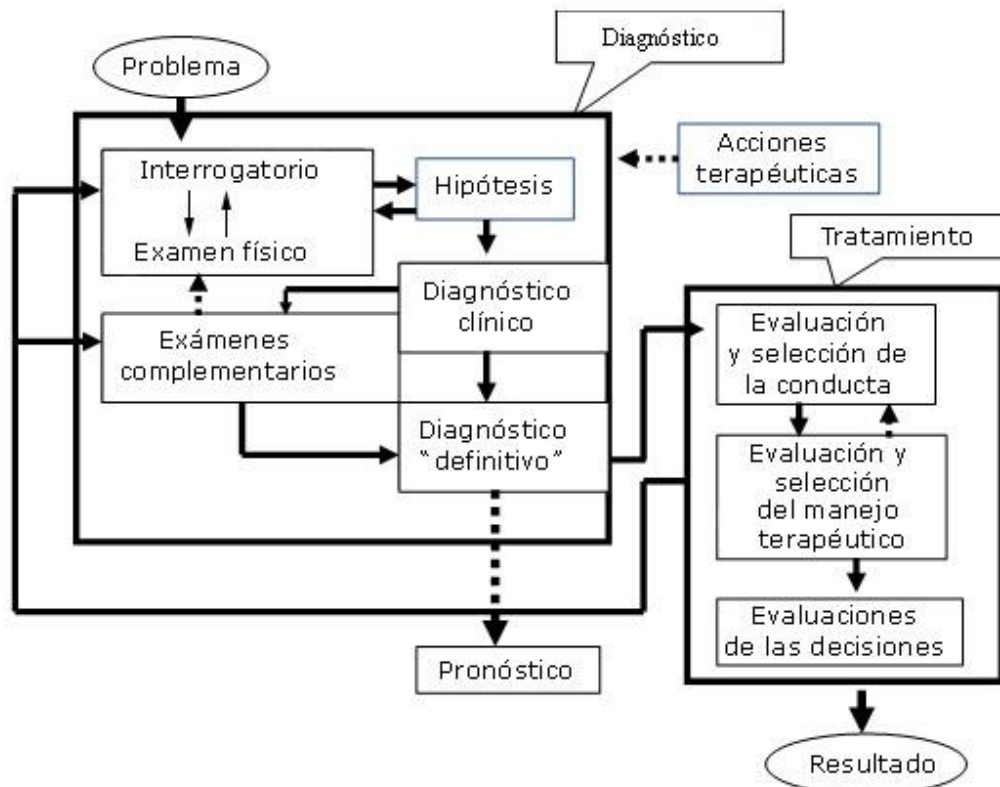 Diagnóstico
Problema
Acciones
terapéuticas
Interrogatorio
Hipótesis
Examen físico
Tratamiento
Diagnóstico
clínico
Exámenes
complementarios
Evaluación
y selección de
la conducta
Diagnóstico
“definitivo”
Evaluación y
selección
del manejo
terapéutico
Evaluaciones
de las decisiones
Pronóstico
Resultado